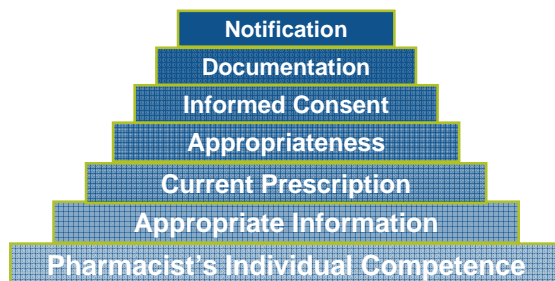 Notification
Documentation
Informed Consent
Appropriateness
Current Prescription
Appropriate Information
Pharmacist's Individual Competence